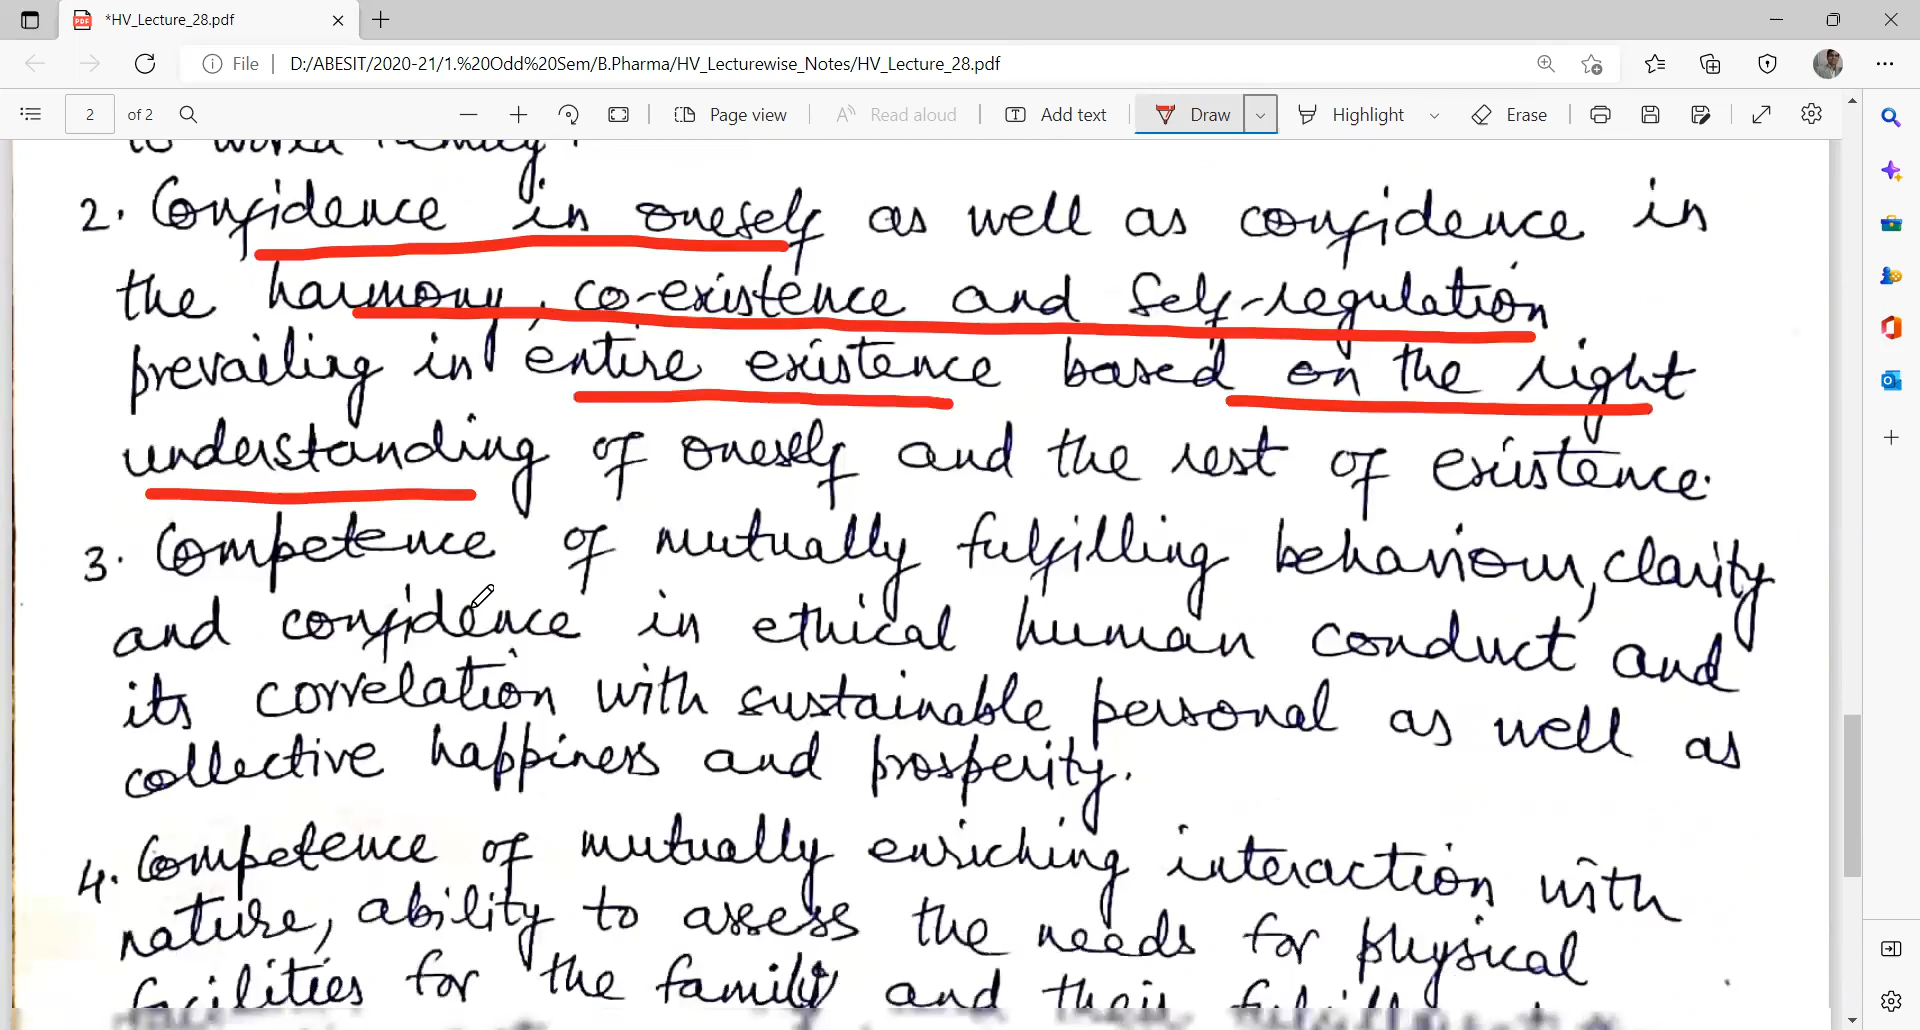 *HV_Lecture_28.pdf
File D:/ABESIT/2020-21/1.%20Odd%20Sem/B.Pharma/HV_Lecturewise_Notes/HV_Lecture_28.pdf
2 of 2 Page view Read aloud Add text Draw Highlight Erase
to world family.
2. Confidence in oneself as well as confidence in
the harmony, co-existence and self-regulation
prevailing in entire existence based on the right
understanding of oneself and the rest of existence.
3. Competence of mutually fulfilling behaviour, clarity
and confidence in ethical human conduct and
its correlation with sustainable personal as well as
collective happiness and prosperity.
4. Competence of mutually enriching interaction with
nature, ability to assess the needs for physical
facilities for the family and their